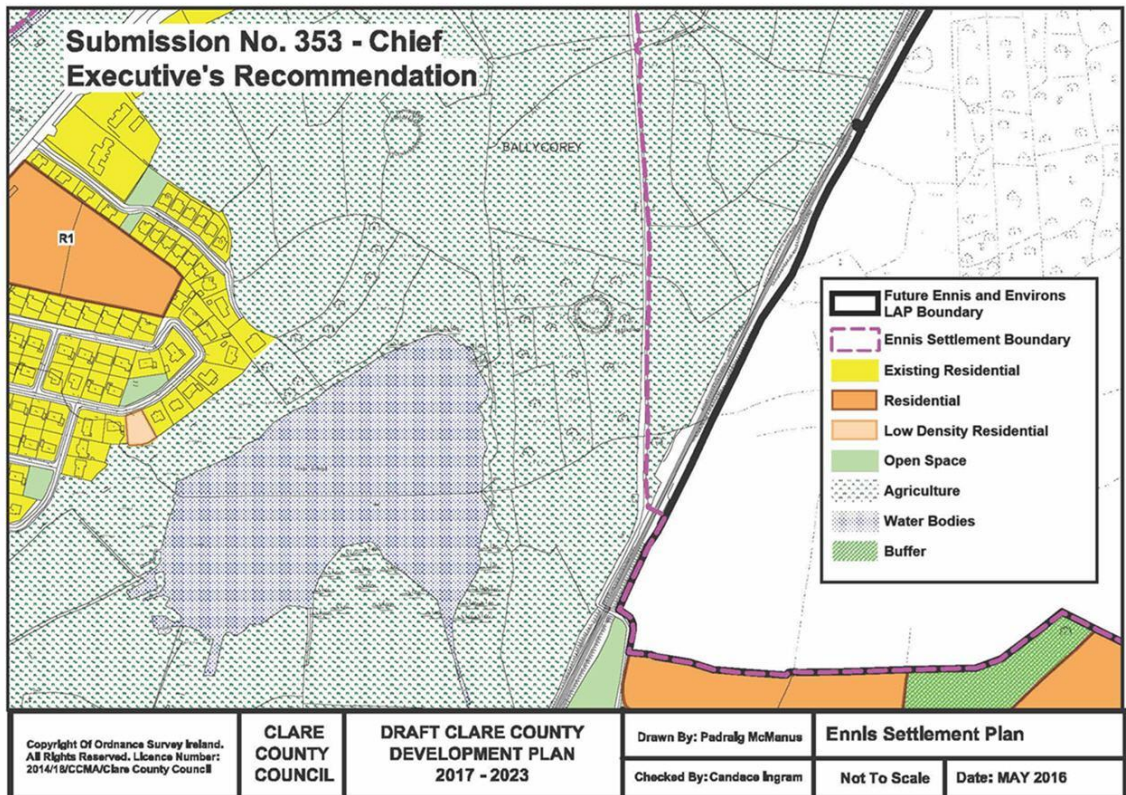 Submission No. 353 - Chief
Executive's Recommendation
BALLYCOREY
R1
Future Ennis and Environs
LAP Boundary
Ennis Settlement Boundary
Existing Residential
Residential
Low Density Residential
Open Space
Agriculture
Water Bodies
Buffer
Copyright Of Ordnance Survey Ireland.
All Rights Reserved. Licence Number:
2014/18/CCMA/Clare County Council
CLARE
COUNTY
COUNCIL
DRAFT CLARE COUNTY
DEVELOPMENT PLAN
2017 - 2023
Drawn By: Padraig McManus
Checked By: Candace Ingram
Ennis Settlement Plan
Not To Scale
Date: MAY 2016